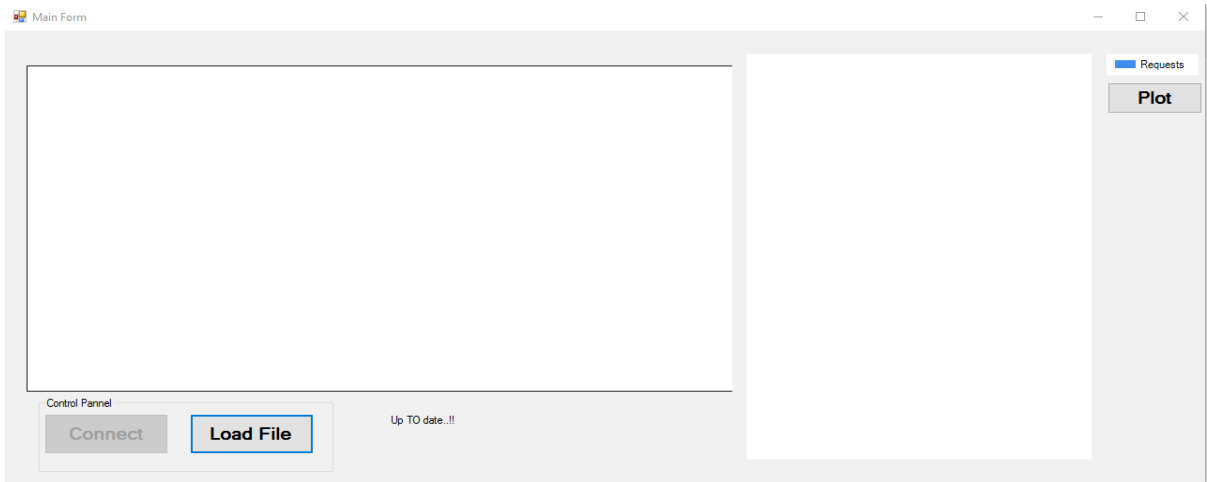 Main Form
Requests
Plot
Control Pannel
Connect
Load File
Up TO date..!!